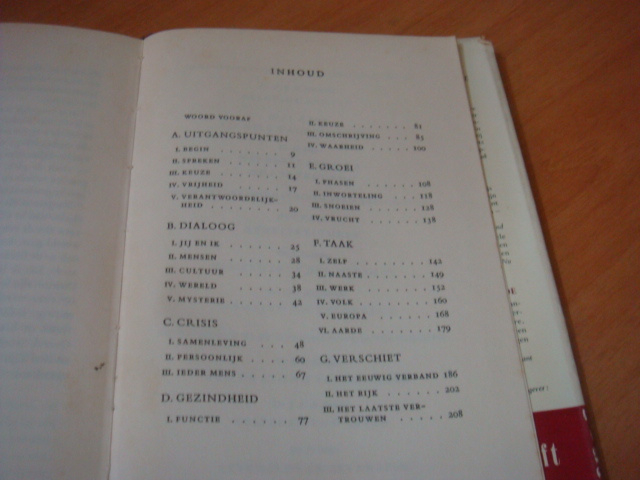 INHOUD
WOORD VOORAF
A. UITGANGSPUNTEN
I. BEGIN . . . . . . . 9
II. SPREKEN . . . . . . 11
III. KEUZE . . . . . . 14
IV. VRIJHEID . . . . . 17
V. VERANTWOORDELIJK-
HEID . . . . . . . 20
B. DIALOOG
I. JIJ EN IK . . . . . . 25
II. MENSEN . . . . . . 28
III. CULTUUR . . . . . 34
IV. WERELD . . . . . . 38
V. MYSTERIE . . . . . . 42
C. CRISIS
I. SAMENLEVING . . . 48
II. PERSOONLIJK . . . . 60
III. IEDER MENS . . . . . 67
D. GEZINDHEID
I. FUNCTIE . . . . . . 77
II. KEUZE . . . . . . . 81
III. OMSCHRIJVING . . . . 85
IV. WAARHEID . . . . . 100
E. GROEI
I. PHASEN . . . . . . 108
II. INWORTELING . . . 118
III. SNOEIEN . . . . . 128
IV. VRUCHT . . . . . . 138
F. TAAK
I. ZELF . . . . . . . 142
II. NAASTE . . . . . . 149
III. WERK . . . . . . . 152
IV. VOLK . . . . . . . 160
V. EUROPA . . . . . . 168
VI. AARDE . . . . . . 179
G. VERSCHIET
I. HET EEUWIG VERBAND 186
II. HET RIJK . . . . . . 202
III. HET LAATSTE VER-
TROUWEN . . . . . 208
ft